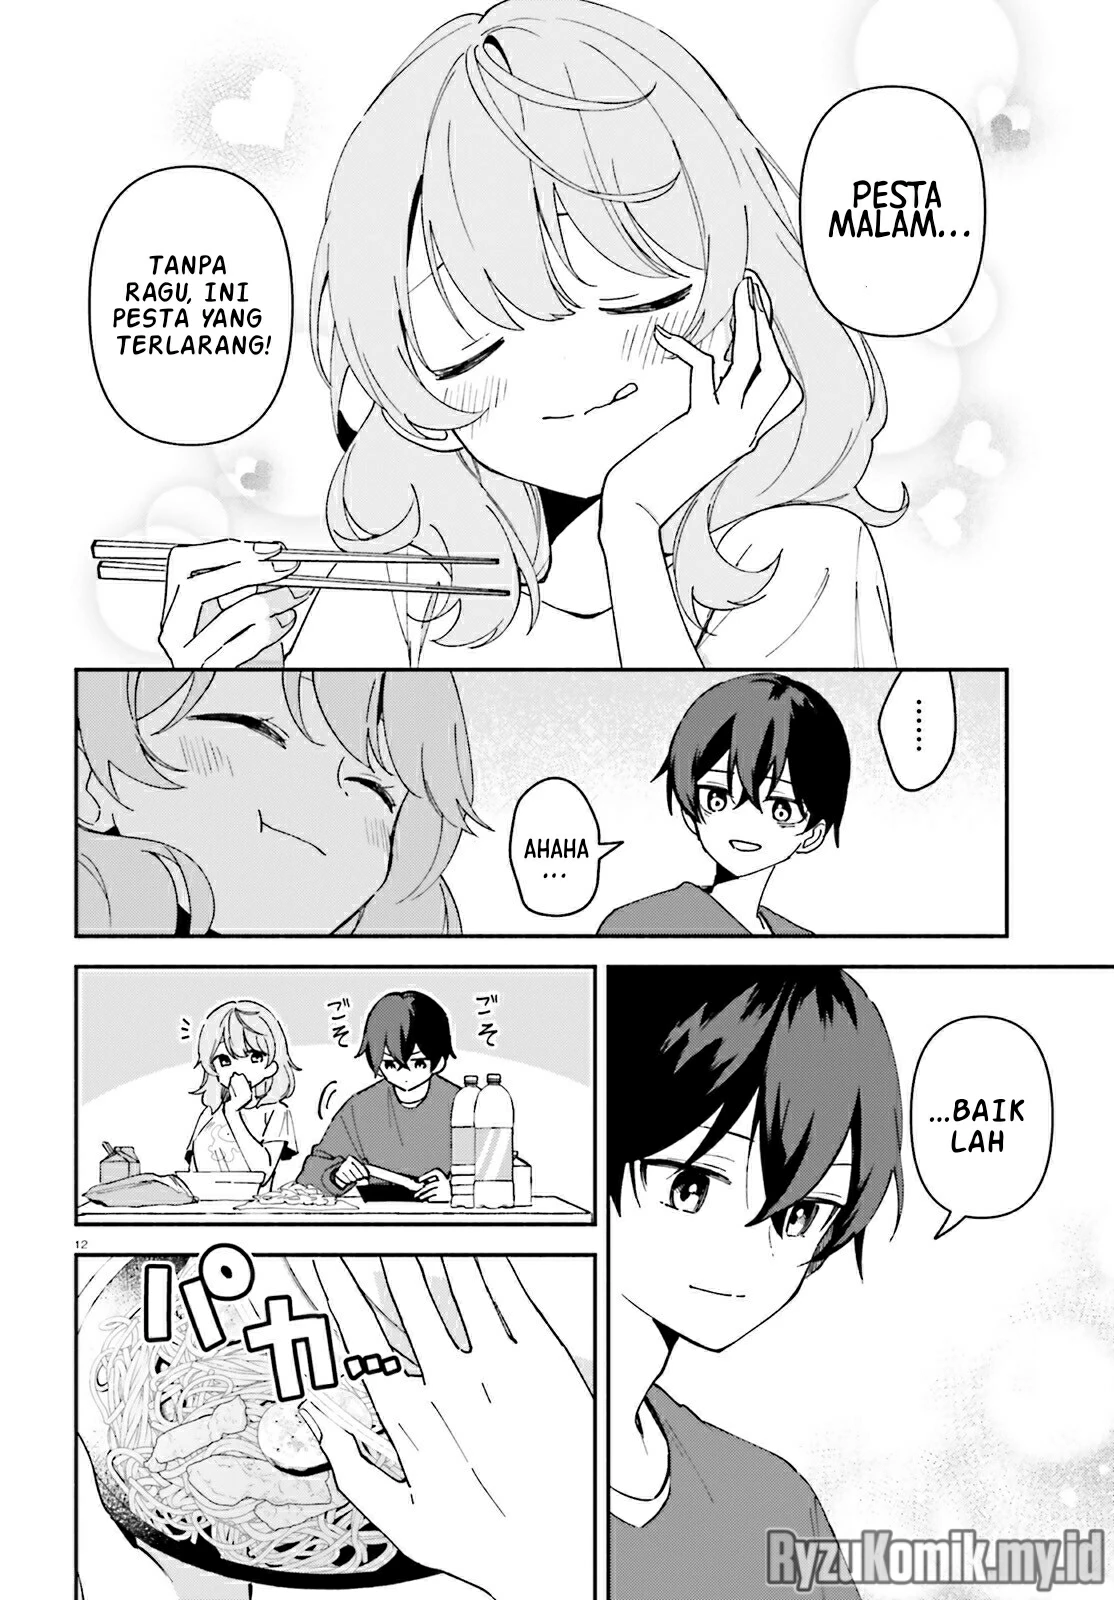 PESTA
MALAM...
TANPA
RAGU, INI
PESTA YANG
TERLARANG!
........
AHAHA
...
...BAIK
LAH
ごそ
ごそ
12
パカ...
RyzuKomik.my.id